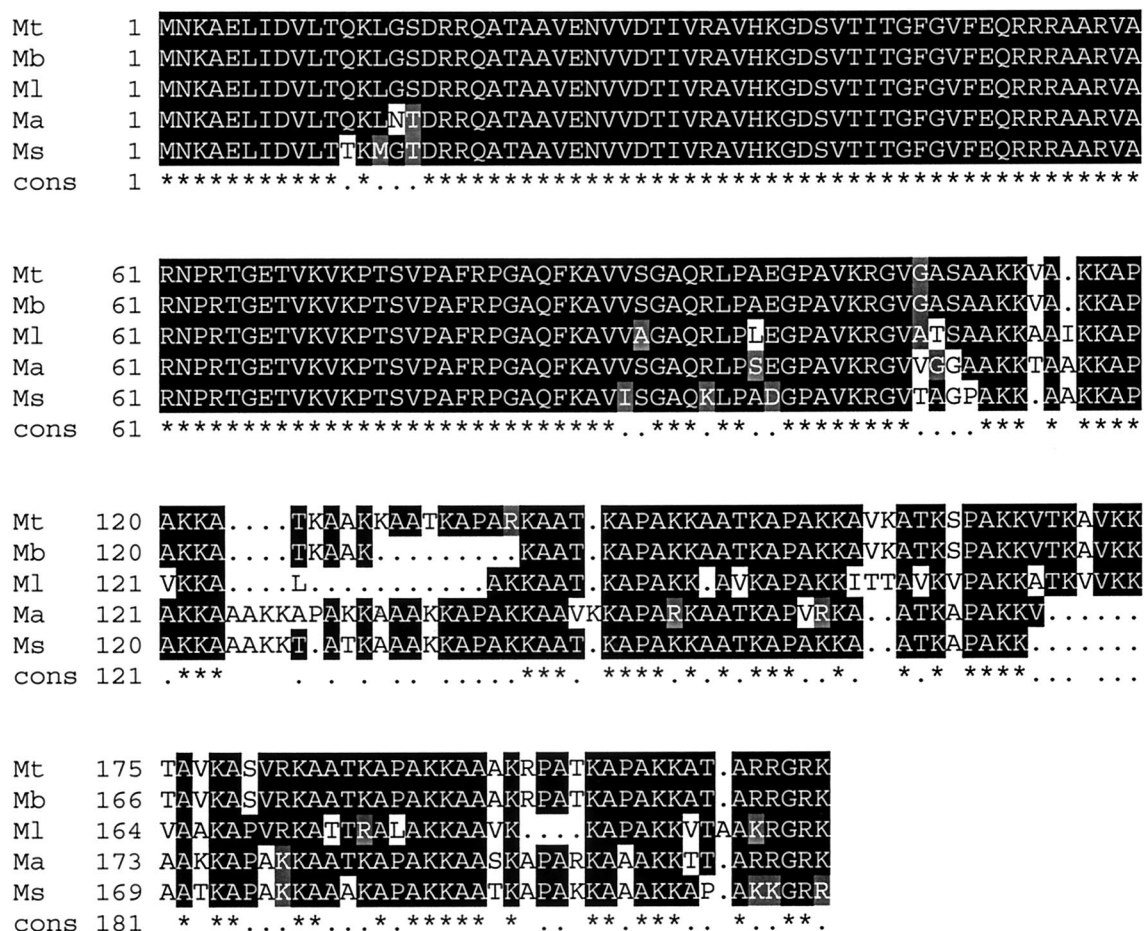 Mt 1 MNKAELIDVLTQKLGSDRRQATAAVENVVDTIVRAVHKGDSVTITGFGVFEQRRRAARVA
Mb 1 MNKAELIDVLTQKLGSDRRQATAAVENVVDTIVRAVHKGDSVTITGFGVFEQRRRAARVA
Ml 1 MNKAELIDVLTQKLGSDRRQATAAVENVVDTIVRAVHKGDSVTITGFGVFEQRRRAARVA
Ma 1 MNKAELIDVLTQKLNTDRRQATAAVENVVDTIVRAVHKGDSVTITGFGVFEQRRRAARVA
Ms 1 MNKAELIDVLTTKMGTDRRQATAAVENVVDTIVRAVHKGDSVTITGFGVFEQRRRAARVA
cons 1 ***********.*...********************************************
Mt 61 RNPRTGETVKVKPTSVPAFRPGAQFKAVVSGAQRLPAEGPAVKRGVGASAAKKVA.KKAP
Mb 61 RNPRTGETVKVKPTSVPAFRPGAQFKAVVSGAQRLPAEGPAVKRGVGASAAKKVA.KKAP
Ml 61 RNPRTGETVKVKPTSVPAFRPGAQFKAVVAGAQRLPLEGPAVKRGVATSAAKKAAIKKAP
Ma 61 RNPRTGETVKVKPTSVPAFRPGAQFKAVVSGAQRLPSEGPAVKRGVVGGAAKKTAAKKAP
Ms 61 RNPRTGETVKVKPTSVPAFRPGAQFKAVISGAQKLPADGPAVKRGVTAGPAKK.AAKKAP
cons 61 ****************************..***.**..********....*** * ****
Mt 120 AKKA....TKAAKKAATKAPARKAAT.KAPAKKAATKAPAKKAVKATKSPAKKVTKAVKK
Mb 120 AKKA....TKAAK.........KAAT.KAPAKKAATKAPAKKAVKATKSPAKKVTKAVKK
Ml 121 VKKA....L...........AKKAAT.KAPAKK.AVKAPAKKITTAVKVPAKKATKVVKK
Ma 121 AKKAAAKKAPAKKAAAKKAPAKKAAVKKAPARKAATKAPVRKA..ATKAPAKKV......
Ms 120 AKKAAAKKT.ATKAAAKKAPAKKAAT.KAPAKKAATKAPAKKA..ATKAPAKK.......
cons 121 .***    . .. .. .. ..***. ****.*..***..*.  *.* ****... ...
Mt 175 TAVKASVRKAATKAPAKKAAAKRPATKAPAKKAT.ARRGRK
Mb 166 TAVKASVRKAATKAPAKKAAAKRPATKAPAKKAT.ARRGRK
Ml 164 VAAKAPVRKATTRALAKKAAVK....KAPAKKVTAAKRGRK
Ma 173 AAKKAPAKKAATKAPAKKAASKAPARKAAAKKTT.ARRGRK
Ms 169 AATKAPAKKAAAKAPAKKAATKAPAKKAAAKKAP.AKKGRR
cons 181  * **...**...*.***** * .. **.**.. *..**.